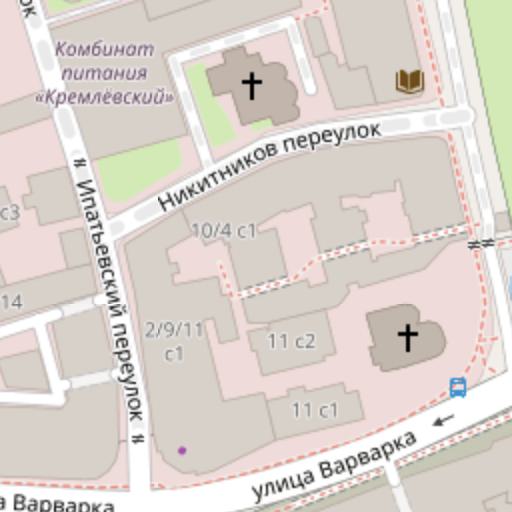 ок
Комбинат
питания
«Кремлёвский»
Никитников переулок
с3
Ипатьевский переулок
10/4 с1
14
2/9/11
с1
11 с2
11 с1
улица Варварка
а Варварка